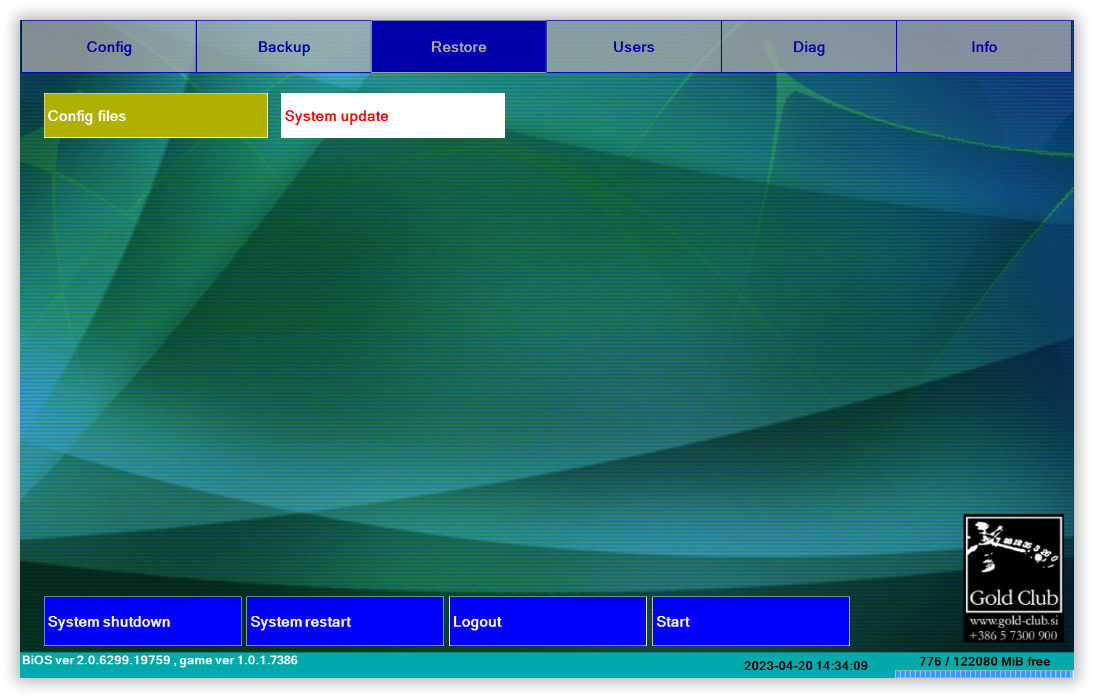 Config Backup Restore Users Diag Info
Config files System update
Gold Club
www.gold-club.si
+386 5 7300 900
System shutdown System restart Logout Start
BiOS ver 2.0.6299.19759 , game ver 1.0.1.7386
2023-04-20 14:34:09 776 / 122080 MiB free